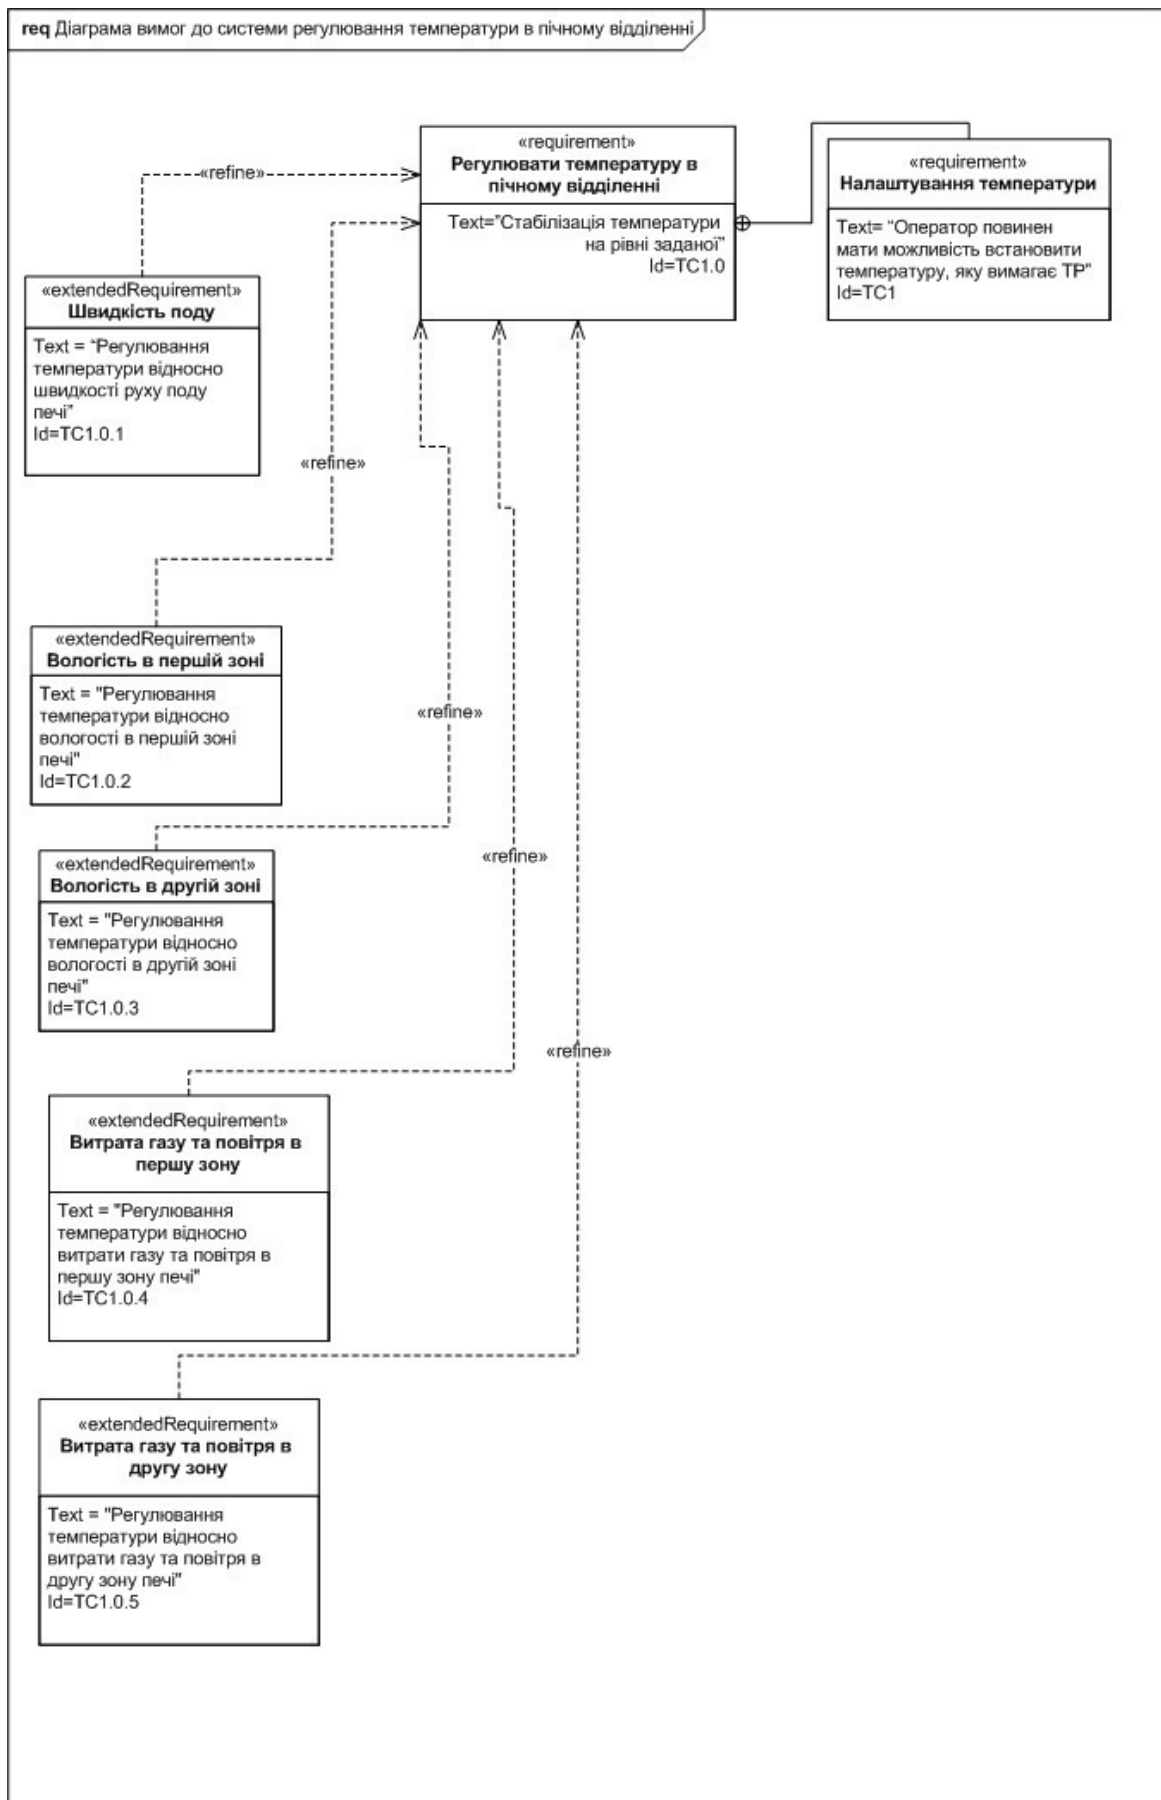 req Діаграма вимог до системи регулювання температури в пічному відділенні
«requirement»
Регулювати температуру в
пічному відділенні
Text="Стабілізація температури
на рівні заданої"
Id=TC1.0
«requirement»
Налаштування температури
Text= “Оператор повинен
мати можливість встановити
температуру, яку вимагає ТР”
Id=TC1
«refine»
«extendedRequirement»
Швидкість поду
Text = “Регулювання
температури відносно
швидкості руху поду
печі”
Id=TC1.0.1
«refine»
«extendedRequirement»
Вологість в першій зоні
Text = "Регулювання
температури відносно
вологості в першій зоні
печі"
Id=TC1.0.2
«refine»
«extendedRequirement»
Вологість в другій зоні
Text = "Регулювання
температури відносно
вологості в другій зоні
печі"
Id=TC1.0.3
«refine»
«extendedRequirement»
Витрата газу та повітря в
першу зону
Text = "Регулювання
температури відносно
витрати газу та повітря в
першу зону печі"
Id=TC1.0.4
«refine»
«extendedRequirement»
Витрата газу та повітря в
другу зону
Text = "Регулювання
температури відносно
витрати газу та повітря в
другу зону печі"
Id=TC1.0.5